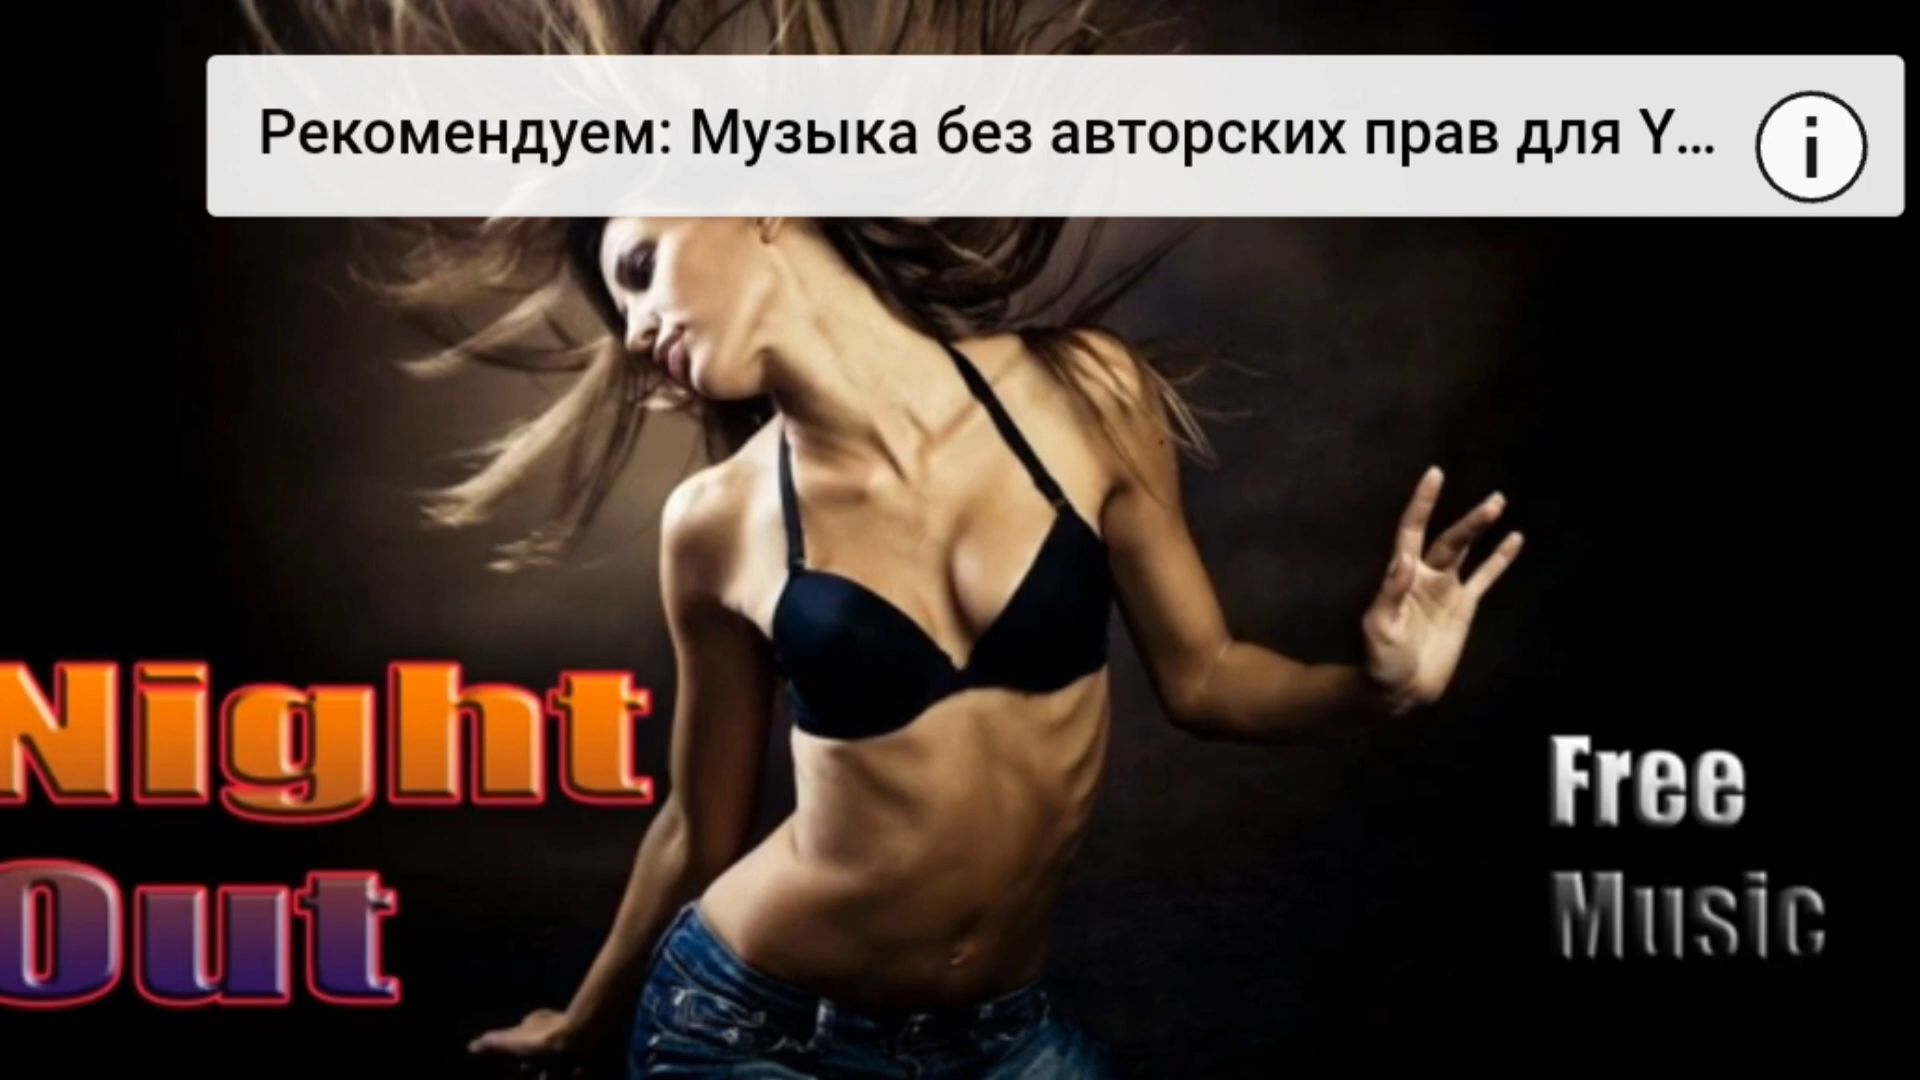 Рекомендуем: Музыка без авторских прав для Y...
i
Night
Out
Free
Music